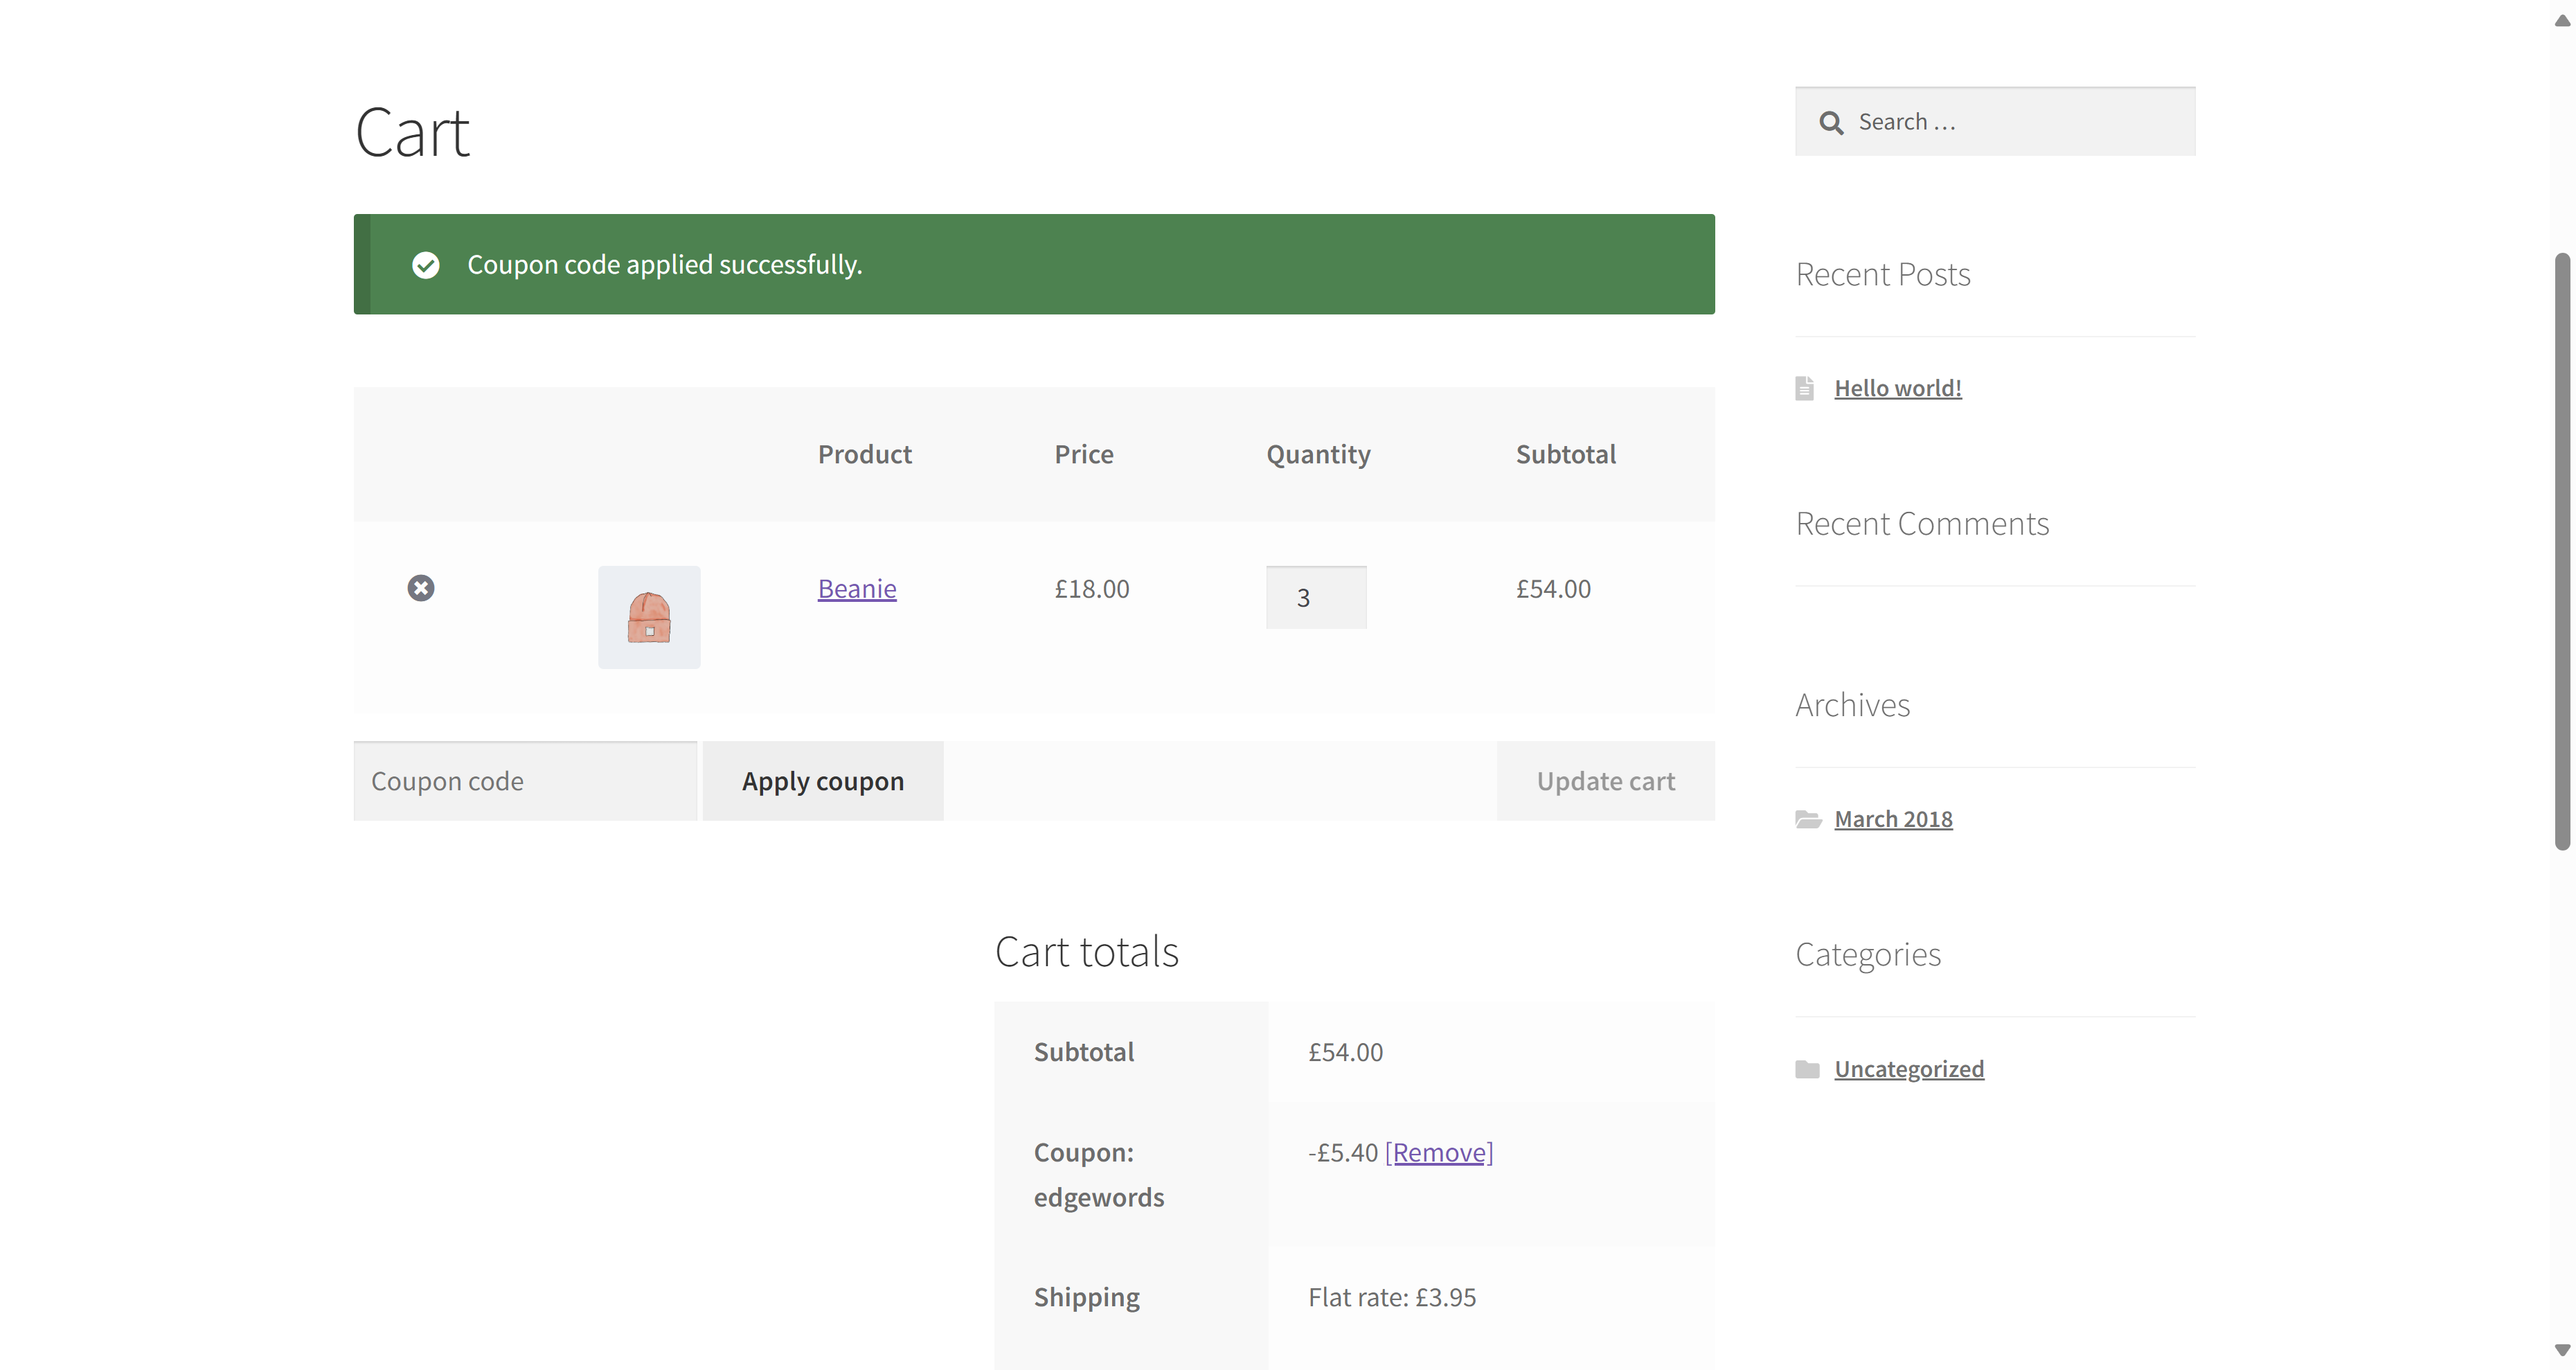 Cart
Search …
Coupon code applied successfully.
Recent Posts
Hello world!
Product Price Quantity Subtotal
Recent Comments
Beanie £18.00 3 £54.00
Archives
Coupon code Apply coupon Update cart
March 2018
Cart totals
Categories
Subtotal £54.00
Uncategorized
Coupon: -£5.40 [Remove]
edgewords
Shipping Flat rate: £3.95